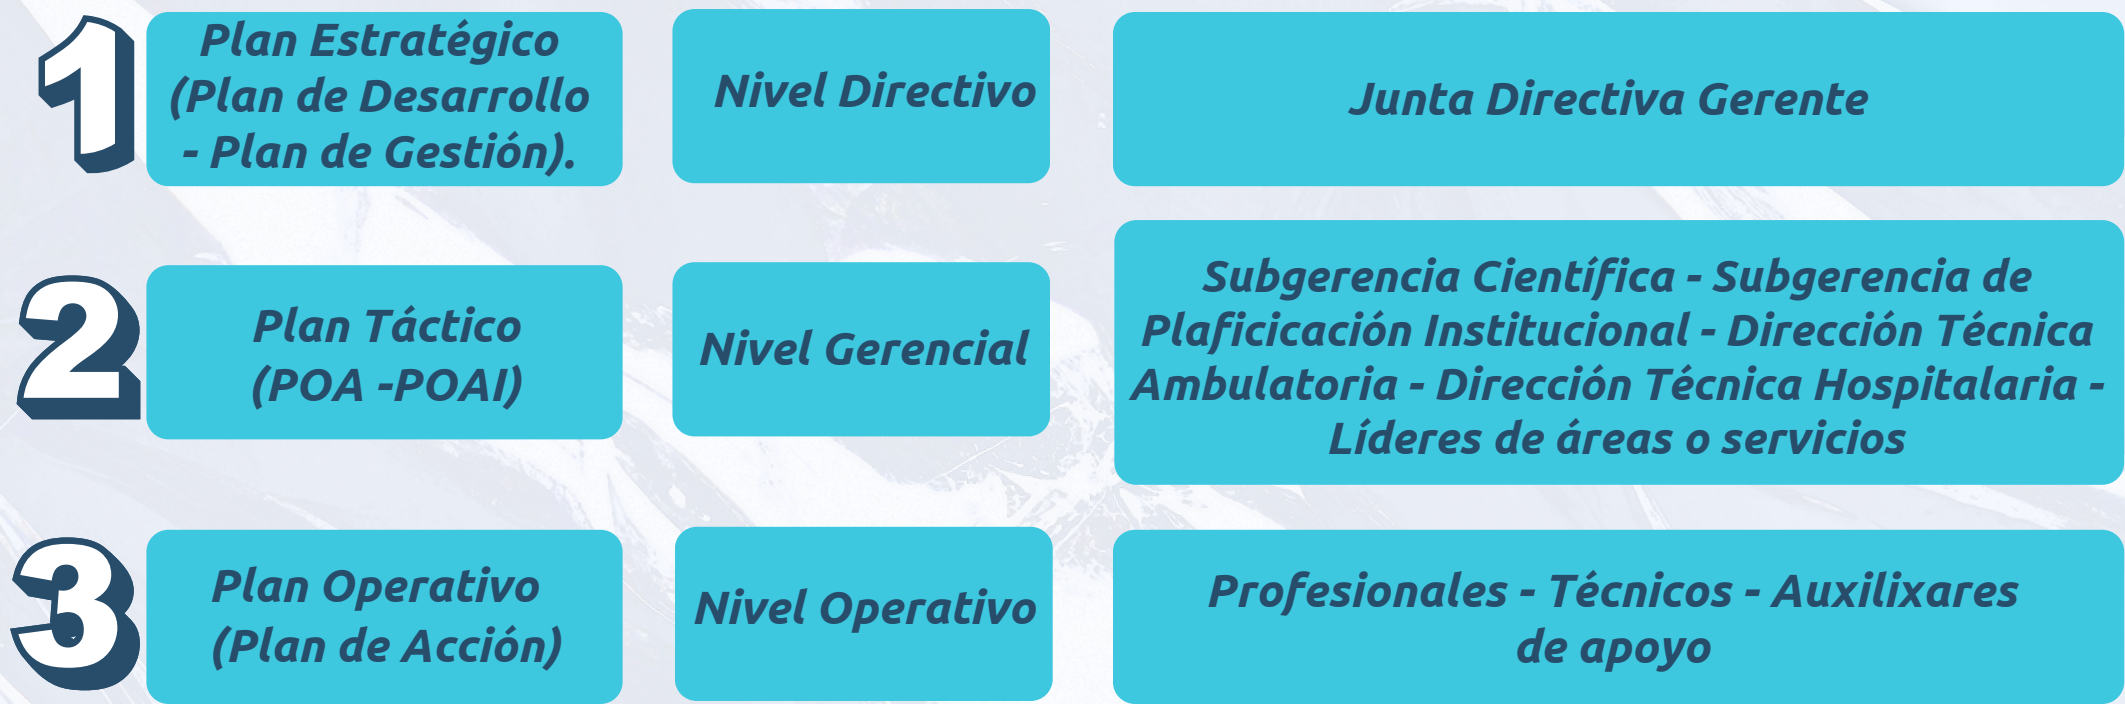 1
Plan Estratégico
(Plan de Desarrollo
- Plan de Gestión).
Nivel Directivo
Junta Directiva Gerente
2
Plan Táctico
(POA -POAI)
Nivel Gerencial
Subgerencia Científica - Subgerencia de
Plaficicación Institucional - Dirección Técnica
Ambulatoria - Dirección Técnica Hospitalaria -
Líderes de áreas o servicios
3
Plan Operativo
(Plan de Acción)
Nivel Operativo
Profesionales - Técnicos - Auxilixares
de apoyo